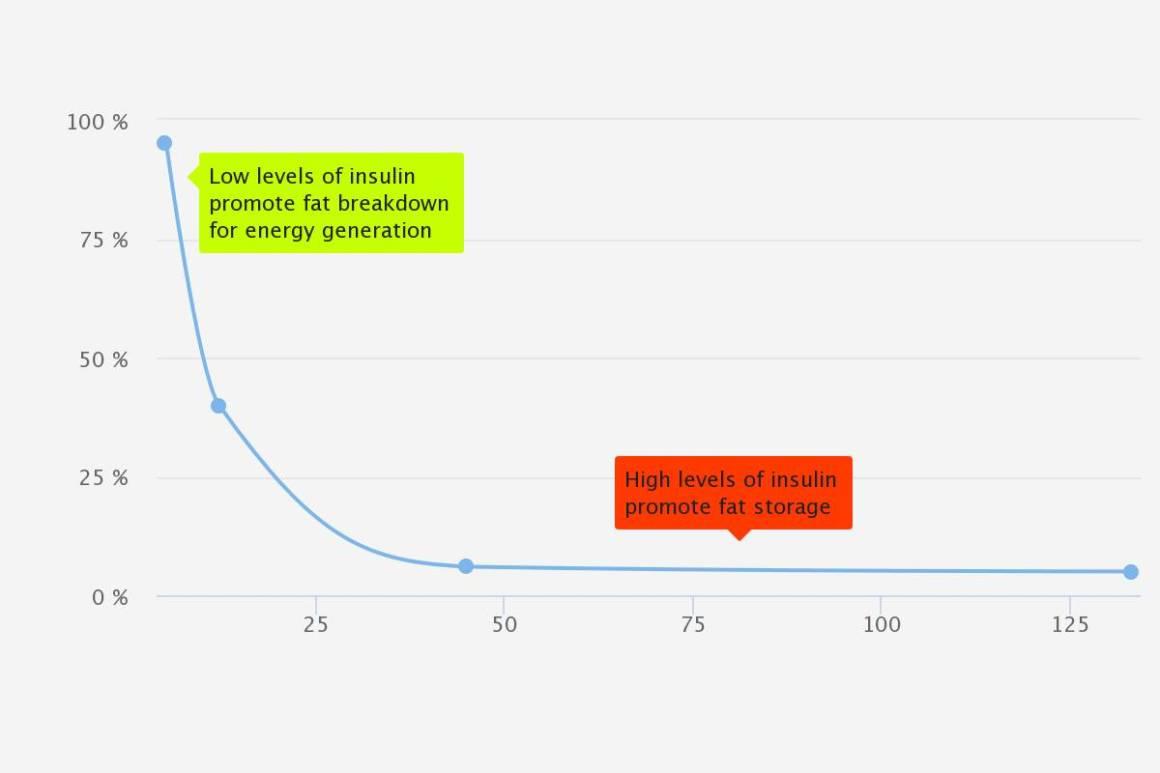 100 %
Low levels of insulin
promote fat breakdown
for energy generation
75 %
50 %
25 %
High levels of insulin
promote fat storage
0 %
25 50 75 100 125